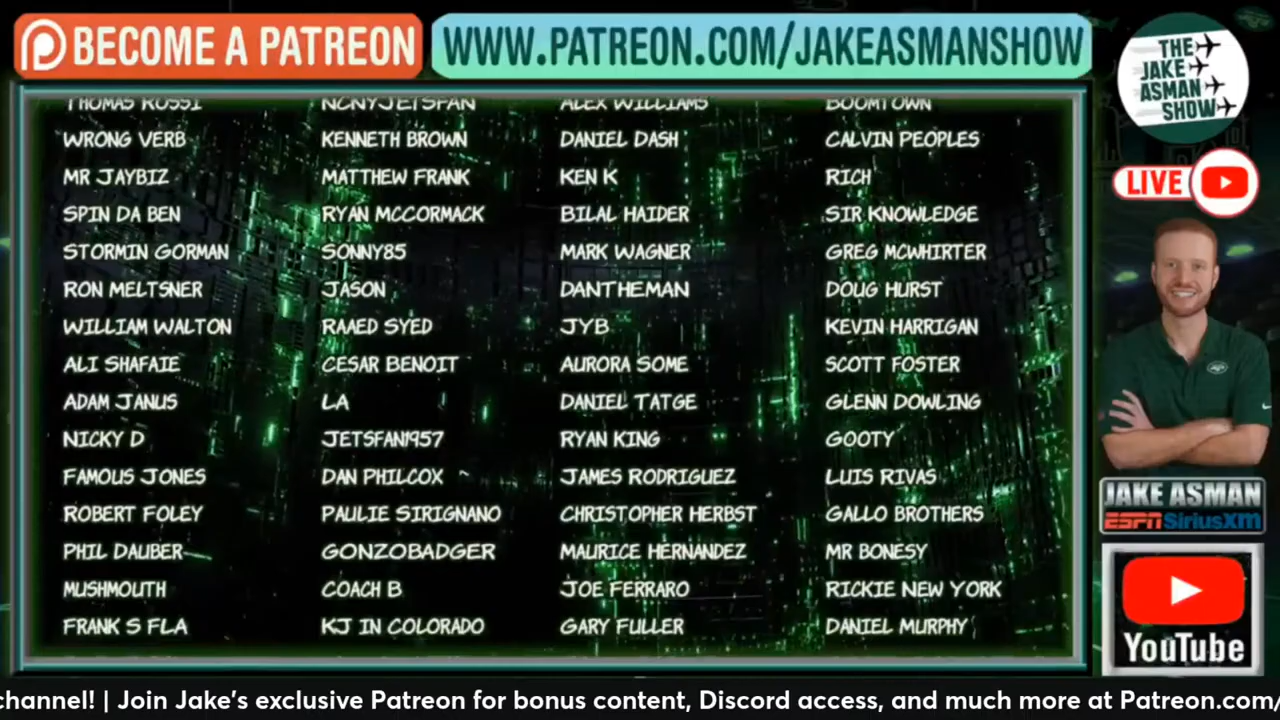 BECOME A PATREON
WWW.PATREON.COM/JAKEASMANSHOW
THE
JAKE
ASMAN
SHOW
LIVE
THOMAS ROSSI NCNYJETSFAN ALEX WILLIAMS BOOMTOWN
WRONG VERB KENNETH BROWN DANIEL DASH CALVIN PEOPLES
MR JAYBIZ MATTHEW FRANK KEN K RICH
SPIN DA BEN RYAN MCCORMACK BILAL HAIDER SIR KNOWLEDGE
STORMIN GORMAN SONNY85 MARK WAGNER GREG MCWHIRTER
RON MELTSNER JASON DANTHEMAN DOUG HURST
WILLIAM WALTON RAAED SYED JYB KEVIN HARRIGAN
ALI SHAFAIE CESAR BENOIT AURORA SOME SCOTT FOSTER
ADAM JANUS LA DANIEL TATGE GLENN DOWLING
NICKY D JETSFAN1957 RYAN KING GOOTY
FAMOUS JONES DAN PHILCOX JAMES RODRIGUEZ LUIS RIVAS
ROBERT FOLEY PAULIE SIRIGNANO CHRISTOPHER HERBST GALLO BROTHERS
PHIL DAUBER GONZOBADGER MAURICE HERNANDEZ MR BONESY
MUSHMOUTH COACH B JOE FERRARO RICKIE NEW YORK
FRANK S FLA KJ IN COLORADO GARY FULLER DANIEL MURPHY
JAKE ASMAN
ESPN SiriusXM
YouTube
channel! | Join Jake's exclusive Patreon for bonus content, Discord access, and much more at Patreon.com/